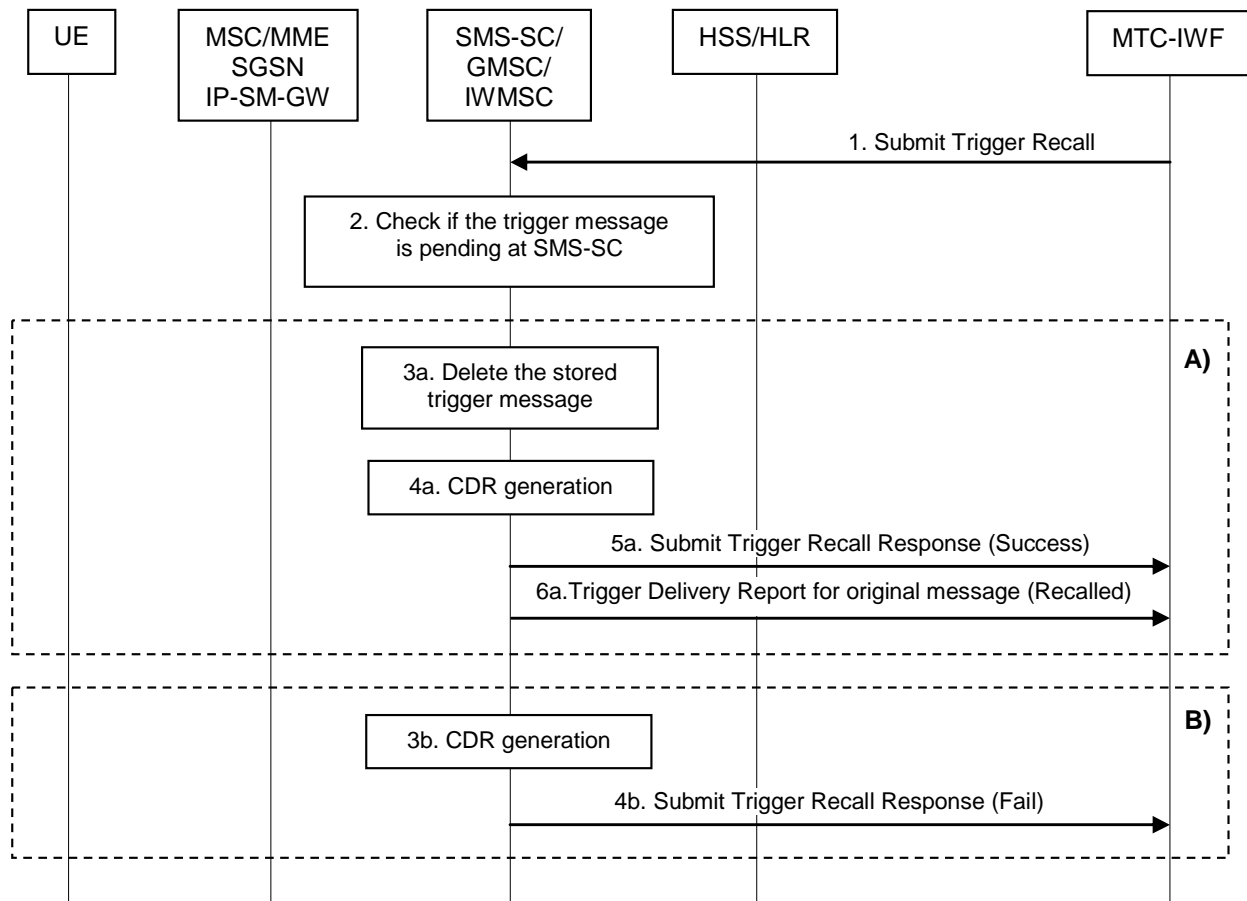 UE
MSC/MME
SGSN
IP-SM-GW
SMS-SC/
GMSC/
IWMSC
HSS/HLR
MTC-IWF
1. Submit Trigger Recall
2. Check if the trigger message
is pending at SMS-SC
A)
3a. Delete the stored
trigger message
4a. CDR generation
5a. Submit Trigger Recall Response (Success)
6a.Trigger Delivery Report for original message (Recalled)
B)
3b. CDR generation
4b. Submit Trigger Recall Response (Fail)